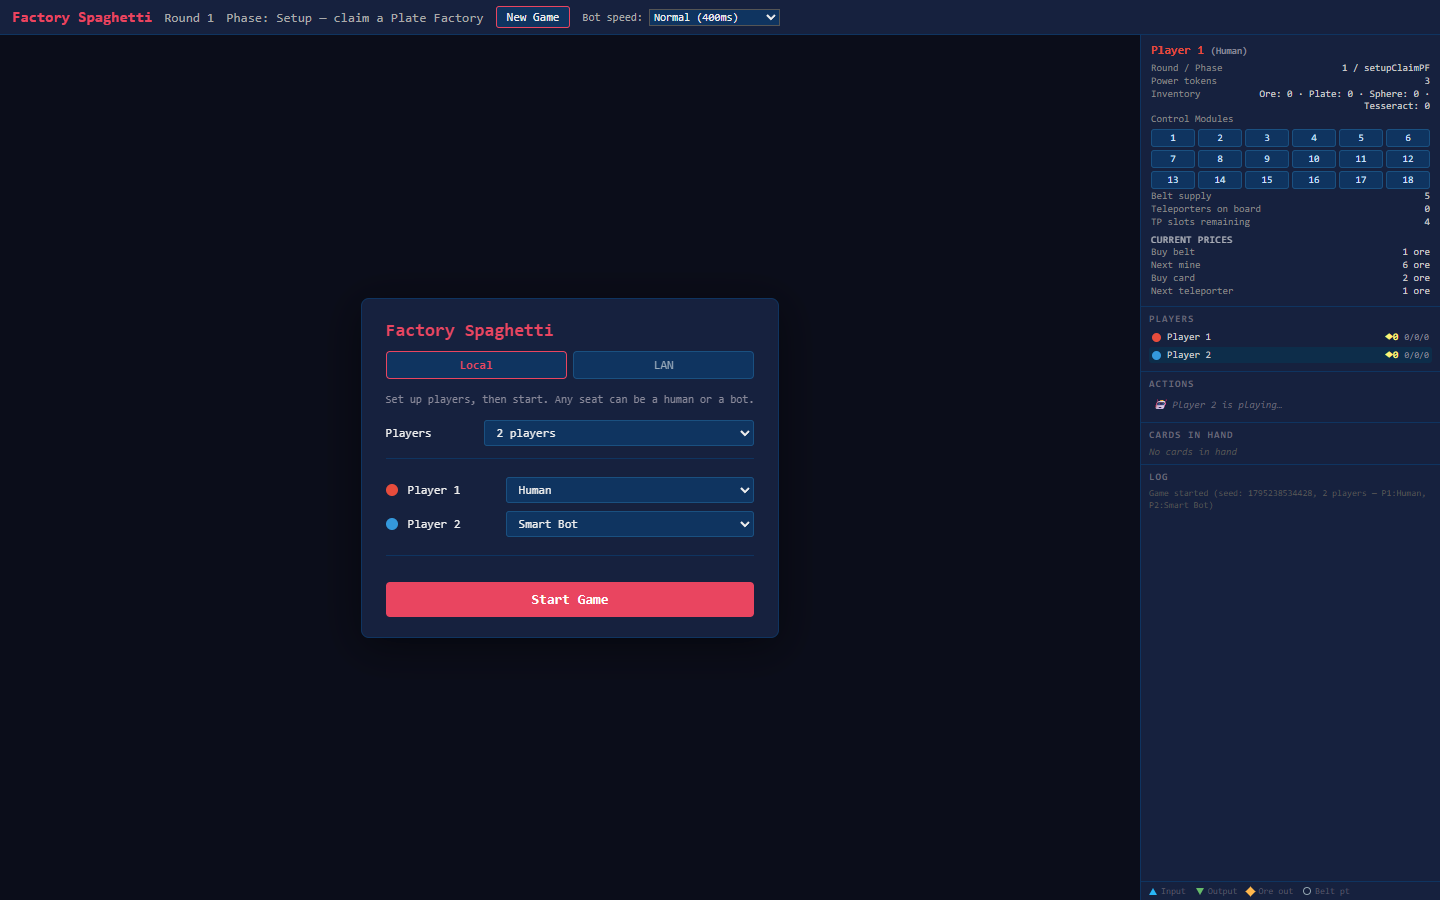 Factory Spaghetti Round 1 Phase: Setup — claim a Plate Factory New Game Bot speed: Normal (400ms)
Factory Spaghetti
Local LAN
Set up players, then start. Any seat can be a human or a bot.
Players 2 players
Player 1 Human
Player 2 Smart Bot
Start Game
Player 1 (Human)
Round / Phase 1 / setupClaimPF
Power tokens 3
Inventory Ore: 0 · Plate: 0 · Sphere: 0 ·
Tesseract: 0
Control Modules
1 2 3 4 5 6
7 8 9 10 11 12
13 14 15 16 17 18
Belt supply 5
Teleporters on board 0
TP slots remaining 4
CURRENT PRICES
Buy belt 1 ore
Next mine 6 ore
Buy card 2 ore
Next teleporter 1 ore
PLAYERS
Player 1 ◆0 0/0/0
Player 2 ◆0 0/0/0
ACTIONS
Player 2 is playing…
CARDS IN HAND
No cards in hand
LOG
Game started (seed: 1795238534428, 2 players — P1:Human,
P2:Smart Bot)
Input Output Ore out Belt pt